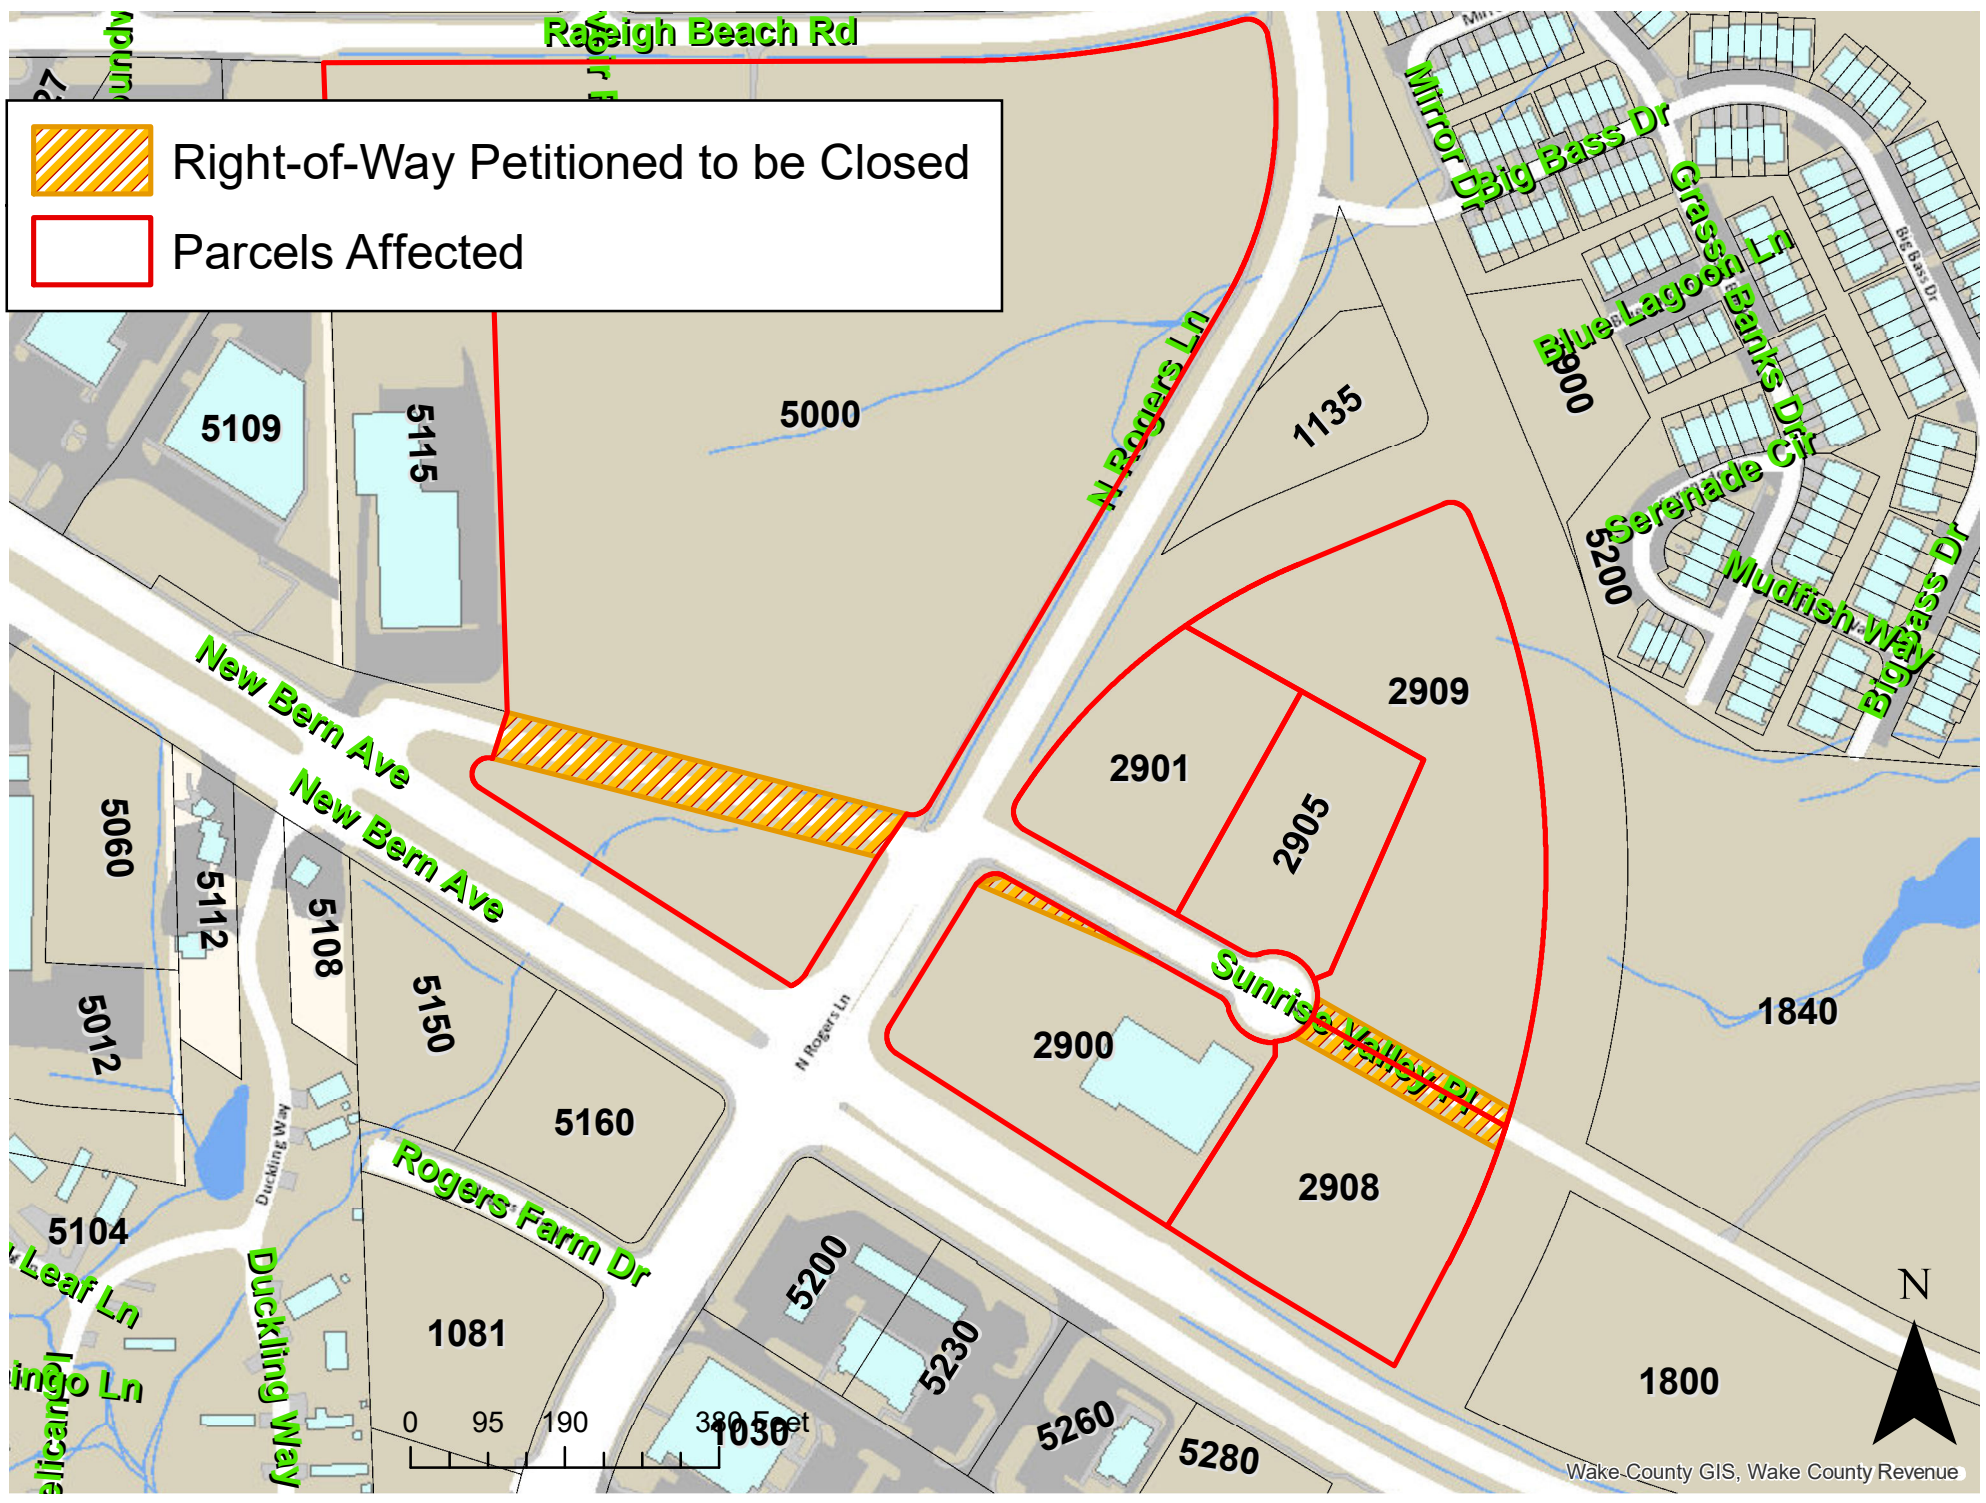 Raleigh Beach Rd
Right-of-Way Petitioned to be Closed
Parcels Affected
Mirror Dr
Big Bass Dr
Grass Banks Dr
Big Bass Dr
Blue Lagoon Ln
Serenade Cir
Mudfish Way
Big Bass Dr
N Rogers Ln
5109
5115
5000
1135
5200
2909
2901
2905
New Bern Ave
New Bern Ave
5060
5112
5108
5150
5012
N Rogers Ln
Sunrise Valley Pl
2900
2908
1840
5160
Rogers Farm Dr
Duckling Way
5104
Leaf Ln
Duckling Way
1081
5200
5230
5260
5280
1030
1800
N
0 95 190 380 Feet
Wake County GIS, Wake County Revenue